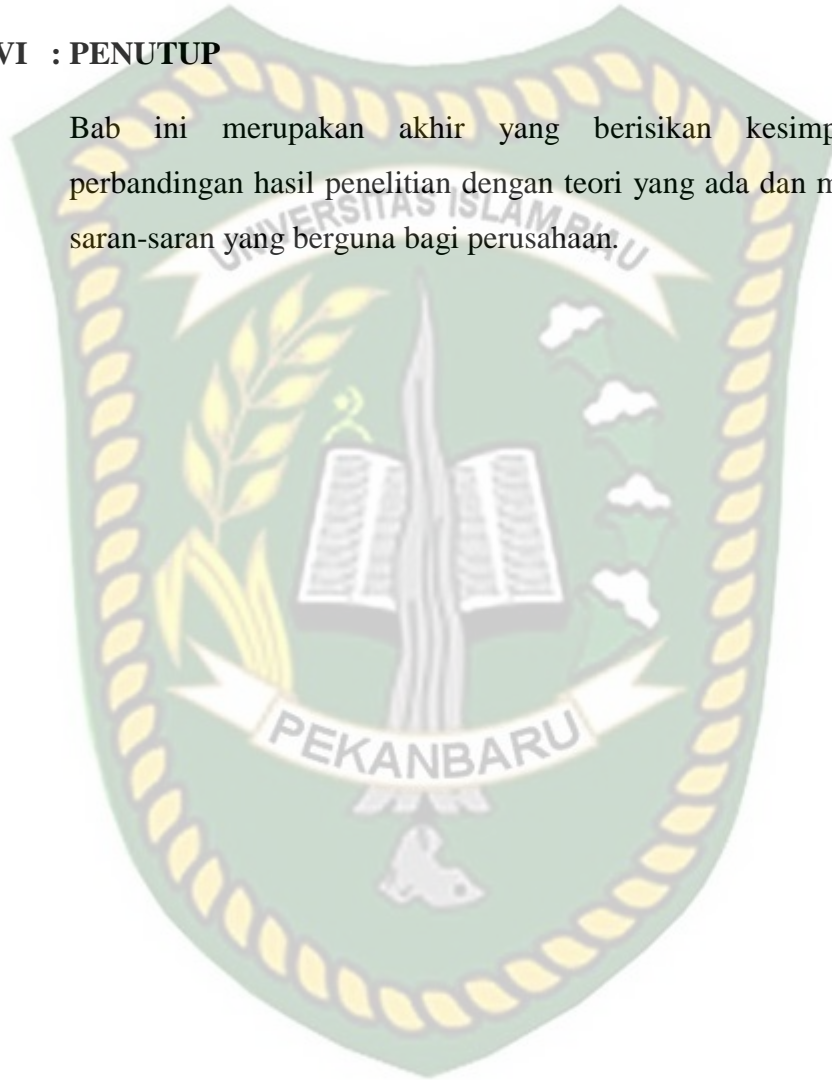 VI : PENUTUP
Bab ini merupakan akhir yang berisikan
perbandingan hasil penelitian dengan teori yang ada dan
saran-saran yang berguna bagi perusahaan.
UNIVERSITAS ISLAM RIAU
PEKANBARU